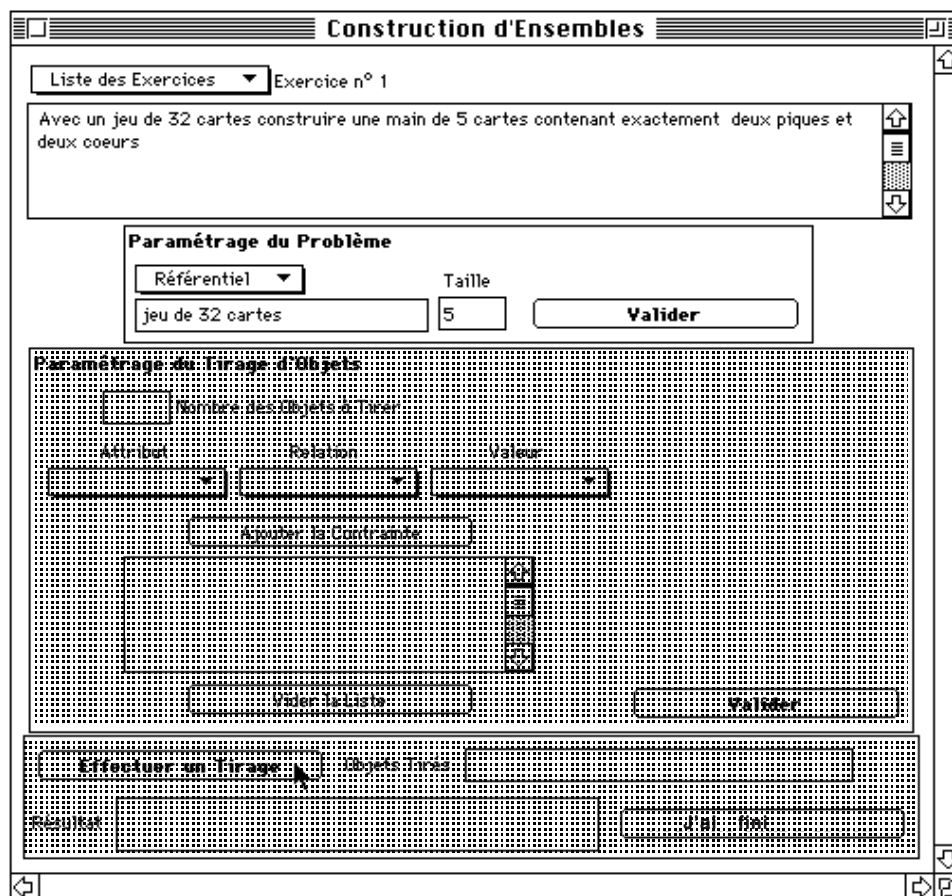 Construction d'Ensembles
Liste des Exercices Exercice n° 1
Avec un jeu de 32 cartes construire une main de 5 cartes contenant exactement deux piques et
deux coeurs
Paramétrage du Problème
Référentiel Taille
jeu de 32 cartes 5 Valider
Paramétrage du Tirage d'Objets
Nombre des Objets à Tirer
Attribut Relation Valeur
Ajouter la Contrainte
Vider la Liste Valider
Effectuer un Tirage Objets Tirés
Résultat J'ai fini